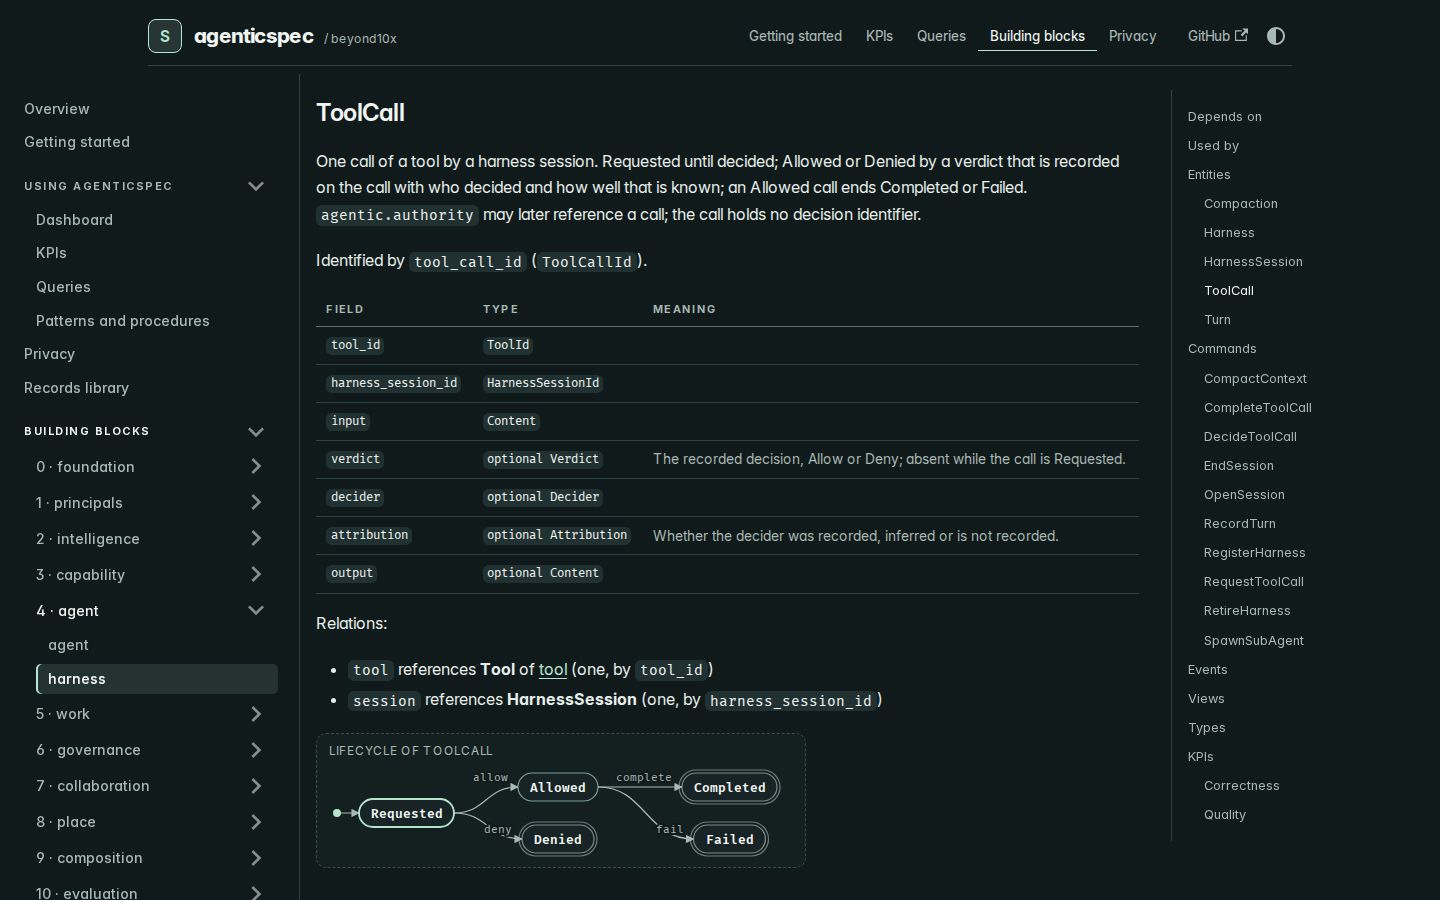 S agenticspec / beyond10x
Getting started KPIs Queries Building blocks Privacy GitHub
Overview
Getting started
USING AGENTICSPEC
Dashboard
KPIs
Queries
Patterns and procedures
Privacy
Records library
BUILDING BLOCKS
0 · foundation
1 · principals
2 · intelligence
3 · capability
4 · agent
agent
harness
5 · work
6 · governance
7 · collaboration
8 · place
9 · composition
10 · evaluation
ToolCall
One call of a tool by a harness session. Requested until decided; Allowed or Denied by a verdict that is recorded
on the call with who decided and how well that is known; an Allowed call ends Completed or Failed.
agentic.authority may later reference a call; the call holds no decision identifier.
Identified by tool_call_id (ToolCallId).
FIELD TYPE MEANING
tool_id ToolId
harness_session_id HarnessSessionId
input Content
verdict optional Verdict The recorded decision, Allow or Deny; absent while the call is Requested.
decider optional Decider
attribution optional Attribution Whether the decider was recorded, inferred or is not recorded.
output optional Content
Relations:
• tool references Tool of tool (one, by tool_id)
• session references HarnessSession (one, by harness_session_id)
LIFECYCLE OF TOOLCALL
allow
complete
Allowed
Completed
Requested
deny
fail
Denied
Failed
Depends on
Used by
Entities
Compaction
Harness
HarnessSession
ToolCall
Turn
Commands
CompactContext
CompleteToolCall
DecideToolCall
EndSession
OpenSession
RecordTurn
RegisterHarness
RequestToolCall
RetireHarness
SpawnSubAgent
Events
Views
Types
KPIs
Correctness
Quality